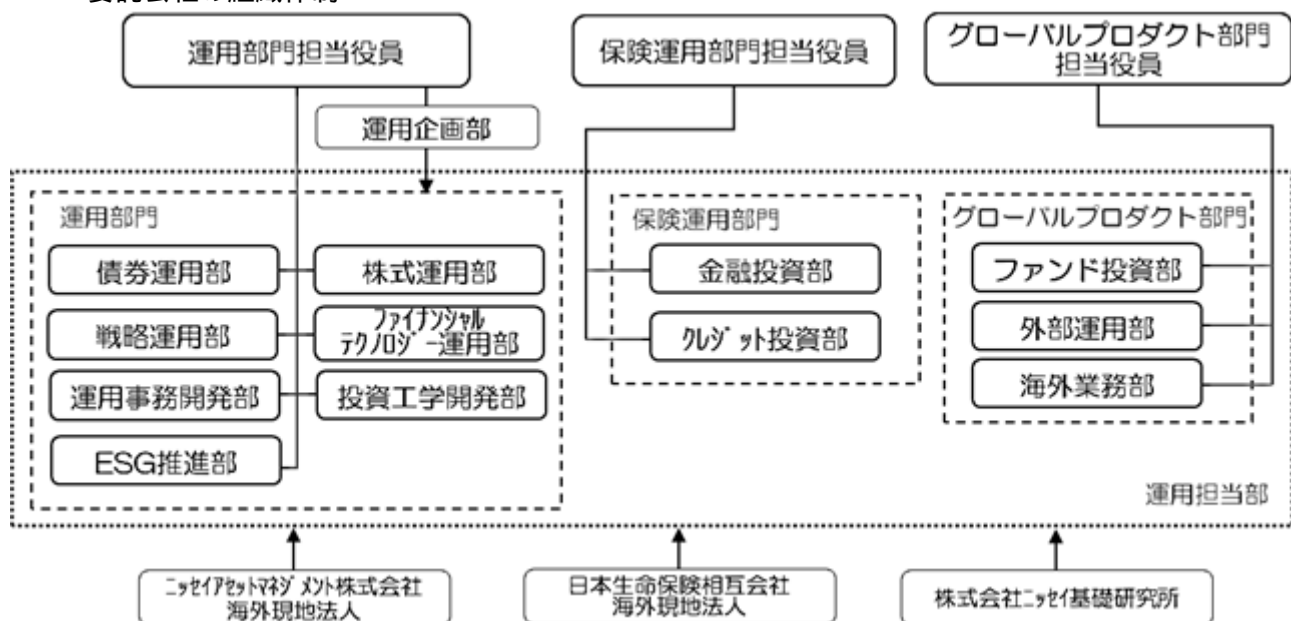 運用部門担当役員
保険運用部門担当役員
グローバルプロダクト部門
担当役員
運用企画部
運用部門
債券運用部
株式運用部
戦略運用部
ファイナンシャル
テクノロジー運用部
運用事務開発部
投資工学開発部
ESG推進部
保険運用部門
金融投資部
クレジット投資部
グローバルプロダクト部門
ファンド投資部
外部運用部
海外業務部
運用担当部
ニッセイアセットマネジメント株式会社
海外現地法人
日本生命保険相互会社
海外現地法人
株式会社ニッセイ基礎研究所